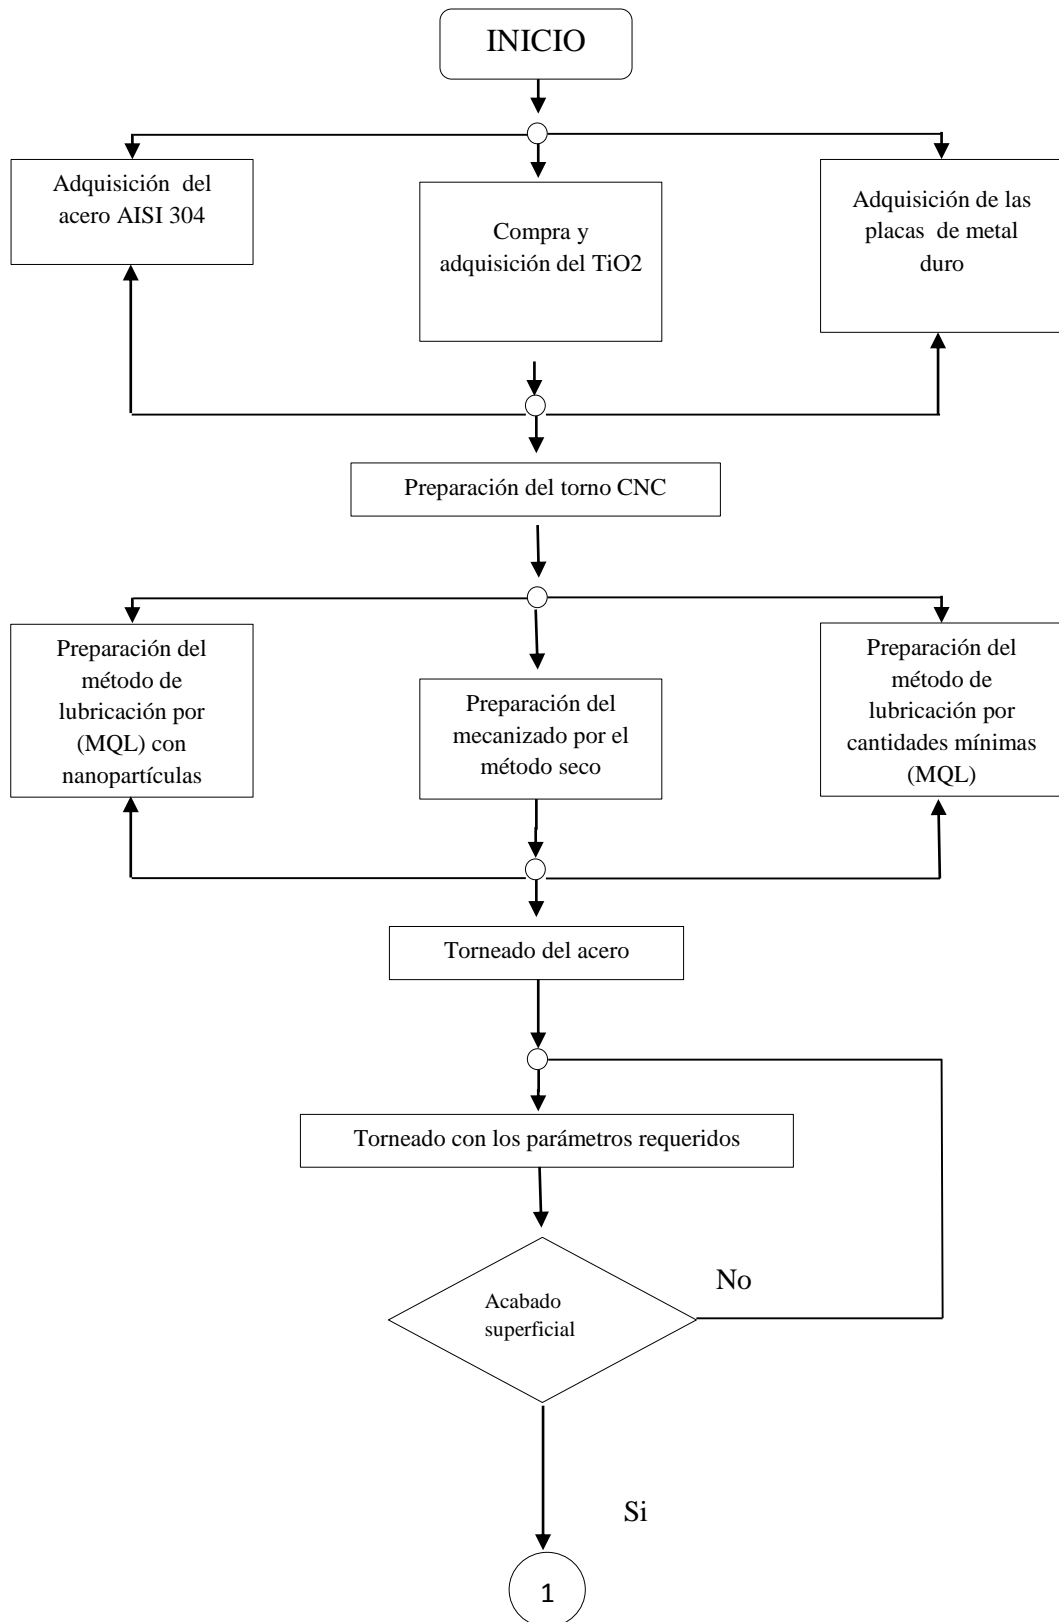 INICIO
Adquisición del
acero AISI 304
Compra y
adquisición del TiO2
Adquisición de las
placas de metal
duro
Preparación del torno CNC
Preparación del
método de
lubricación por
(MQL) con
nanopartículas
Preparación del
mecanizado por el
método seco
Preparación del
método de
lubricación por
cantidades mínimas
(MQL)
Torneado del acero
Torneado con los parámetros requeridos
Acabado
superficial
No
Si
1